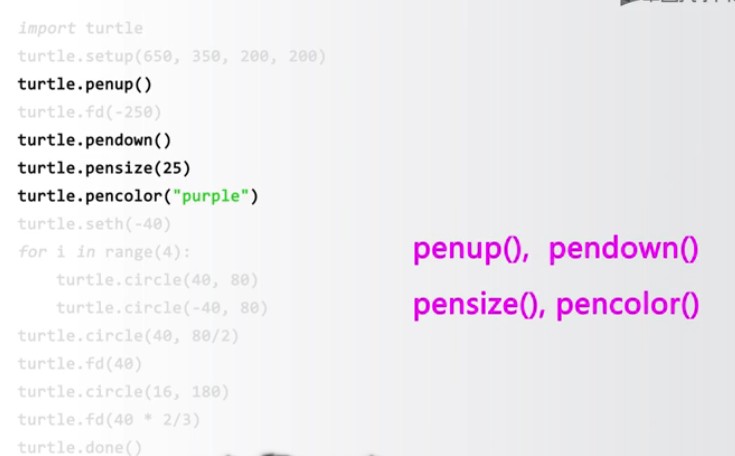 import turtle
turtle.setup(650, 350, 200, 200)
turtle.penup()
turtle.fd(-250)
turtle.pendown()
turtle.pensize(25)
turtle.pencolor("purple")
turtle.seth(-40)
for i in range(4):
    turtle.circle(40, 80)
    turtle.circle(-40, 80)
turtle.circle(40, 80/2)
turtle.fd(40)
turtle.circle(16, 180)
turtle.fd(40 * 2/3)
turtle.done()
penup(), pendown()
pensize(), pencolor()